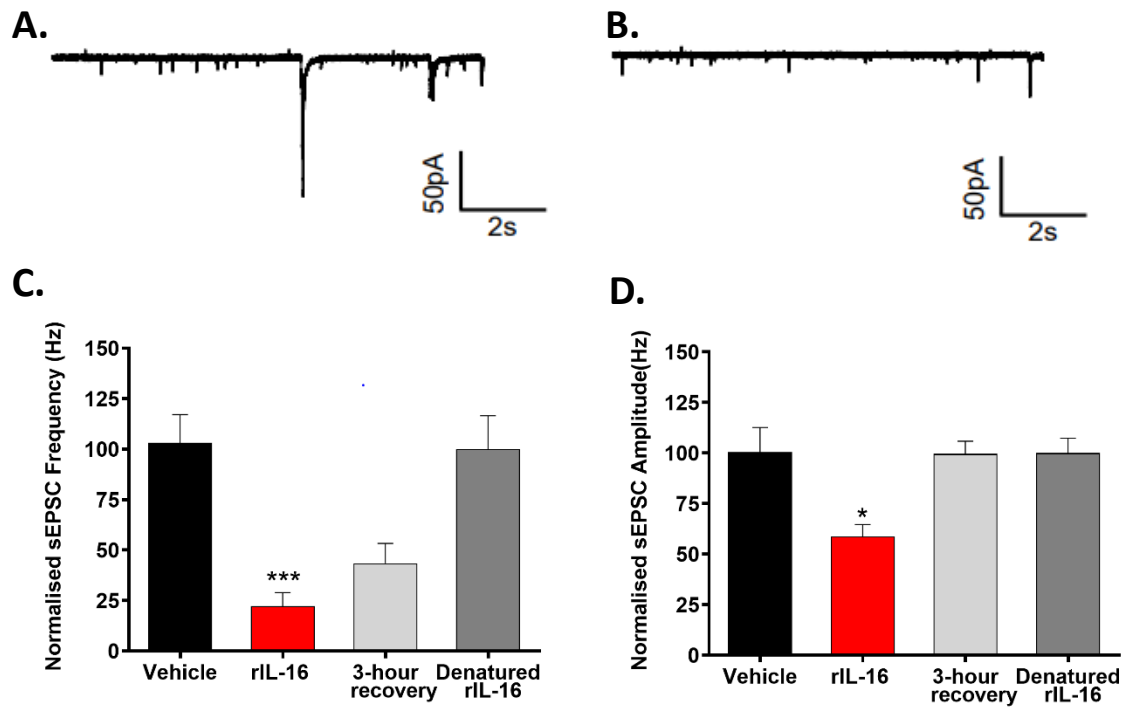 A.
50pA
2s
B.
50pA
2s
C.
Normalised sEPSC Frequency (Hz)
150
125
100
75
50
25
0
***
Vehicle
rIL-16
3-hour
recovery
Denatured
rIL-16
D.
Normalised sEPSC Amplitude(Hz)
150
125
100
75
50
25
0
*
Vehicle
rIL-16
3-hour
recovery
Denatured
rIL-16